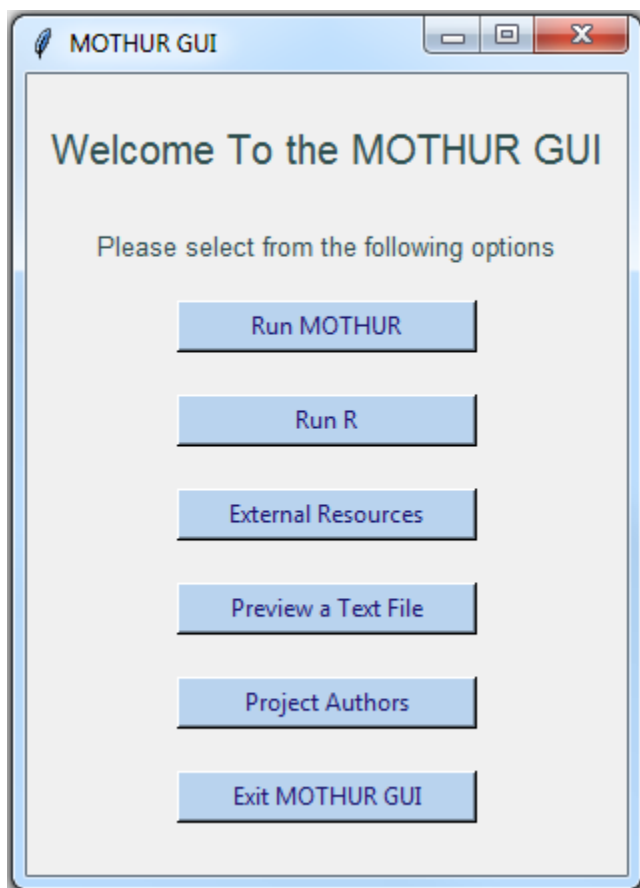 MOTHUR GUI
Welcome To the MOTHUR GUI
Please select from the following options
Run MOTHUR
Run R
External Resources
Preview a Text File
Project Authors
Exit MOTHUR GUI